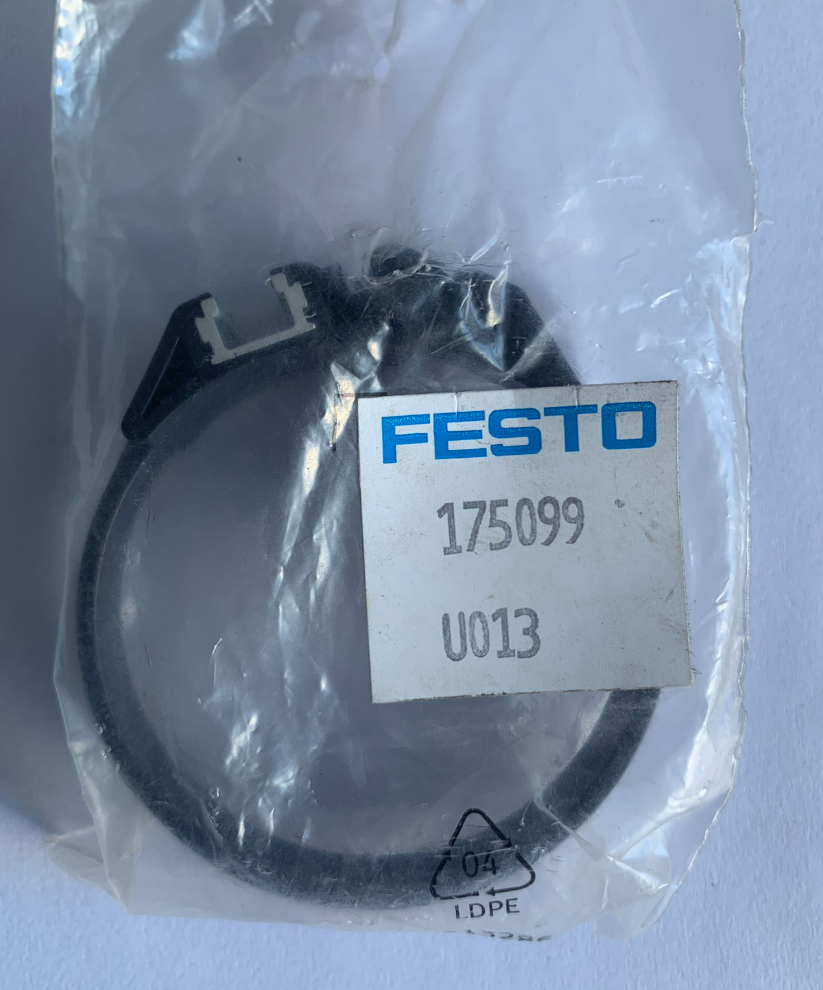 FESTO
175099
U013
04
LDPE